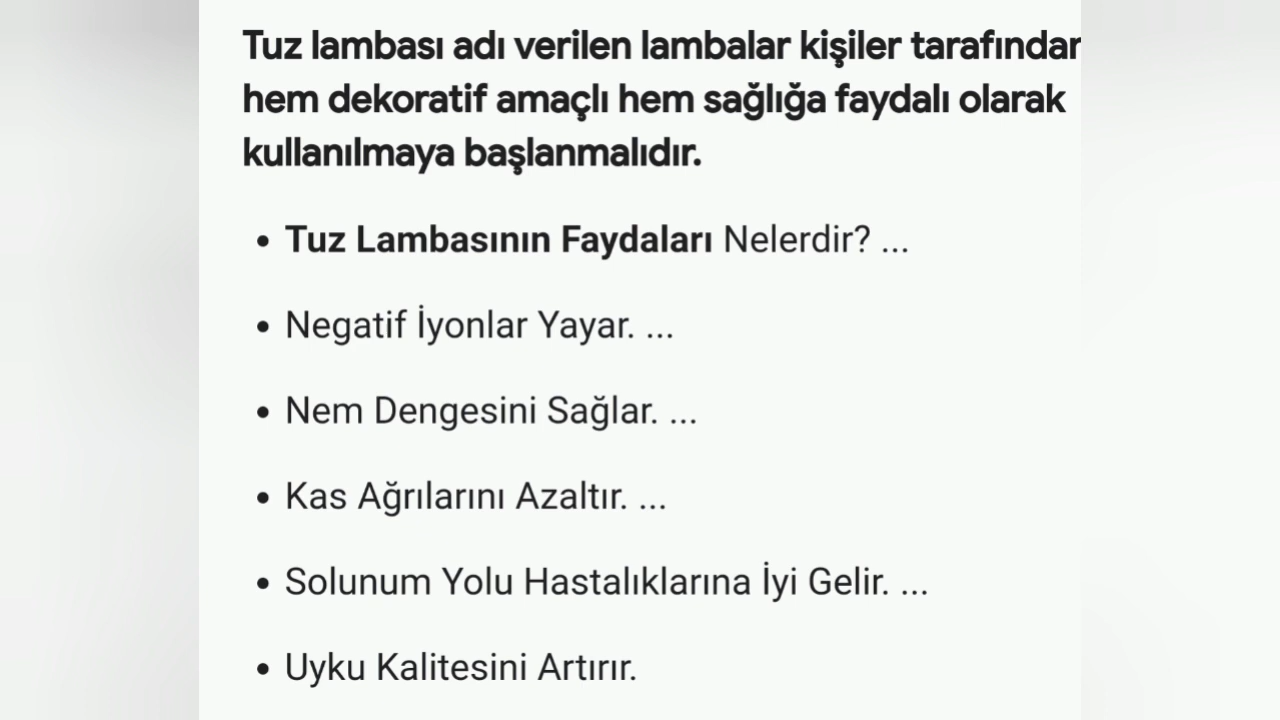 Tuz lambası adı verilen lambalar kişiler tarafından
hem dekoratif amaçlı hem sağlığa faydalı olarak
kullanılmaya başlanmalıdır.
• Tuz Lambasının Faydaları Nelerdir? ...
• Negatif İyonlar Yayar. ...
• Nem Dengesini Sağlar. ...
• Kas Ağrılarını Azaltır. ...
• Solunum Yolu Hastalıklarına İyi Gelir. ...
• Uyku Kalitesini Artırır.